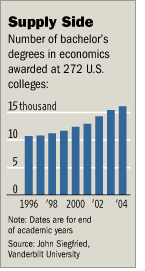 Supply Side
Number of bachelor's
degrees in economics
awarded at 272 U.S.
colleges:
15 thousand
10
5
0
1996 '98 2000 '02 '04
Note: Dates are for end
of academic years
Source: John Siegfried,
Vanderbilt University